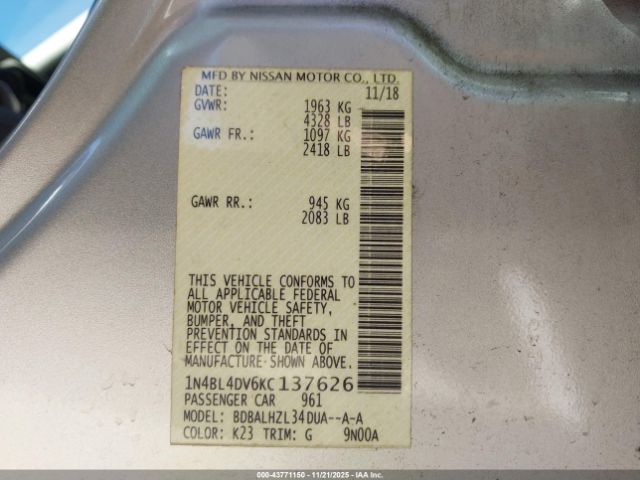 MFD BY NISSAN MOTOR CO., LTD.
DATE: 11/18
GVWR: 1963 KG
4328 LB
GAWR FR.: 1097 KG
2418 LB
GAWR RR.: 945 KG
2083 LB
THIS VEHICLE CONFORMS TO
ALL APPLICABLE FEDERAL
MOTOR VEHICLE SAFETY,
BUMPER, AND THEFT
PREVENTION STANDARDS IN
EFFECT ON THE DATE OF
MANUFACTURE SHOWN ABOVE.
1N4BL4DV6KC137626
PASSENGER CAR 961
MODEL: BDBALHZL34DUA--A-A
COLOR: K23 TRIM: G 9N00A
000-43771150 - 11/21/2025 - IAAHQPHOTO